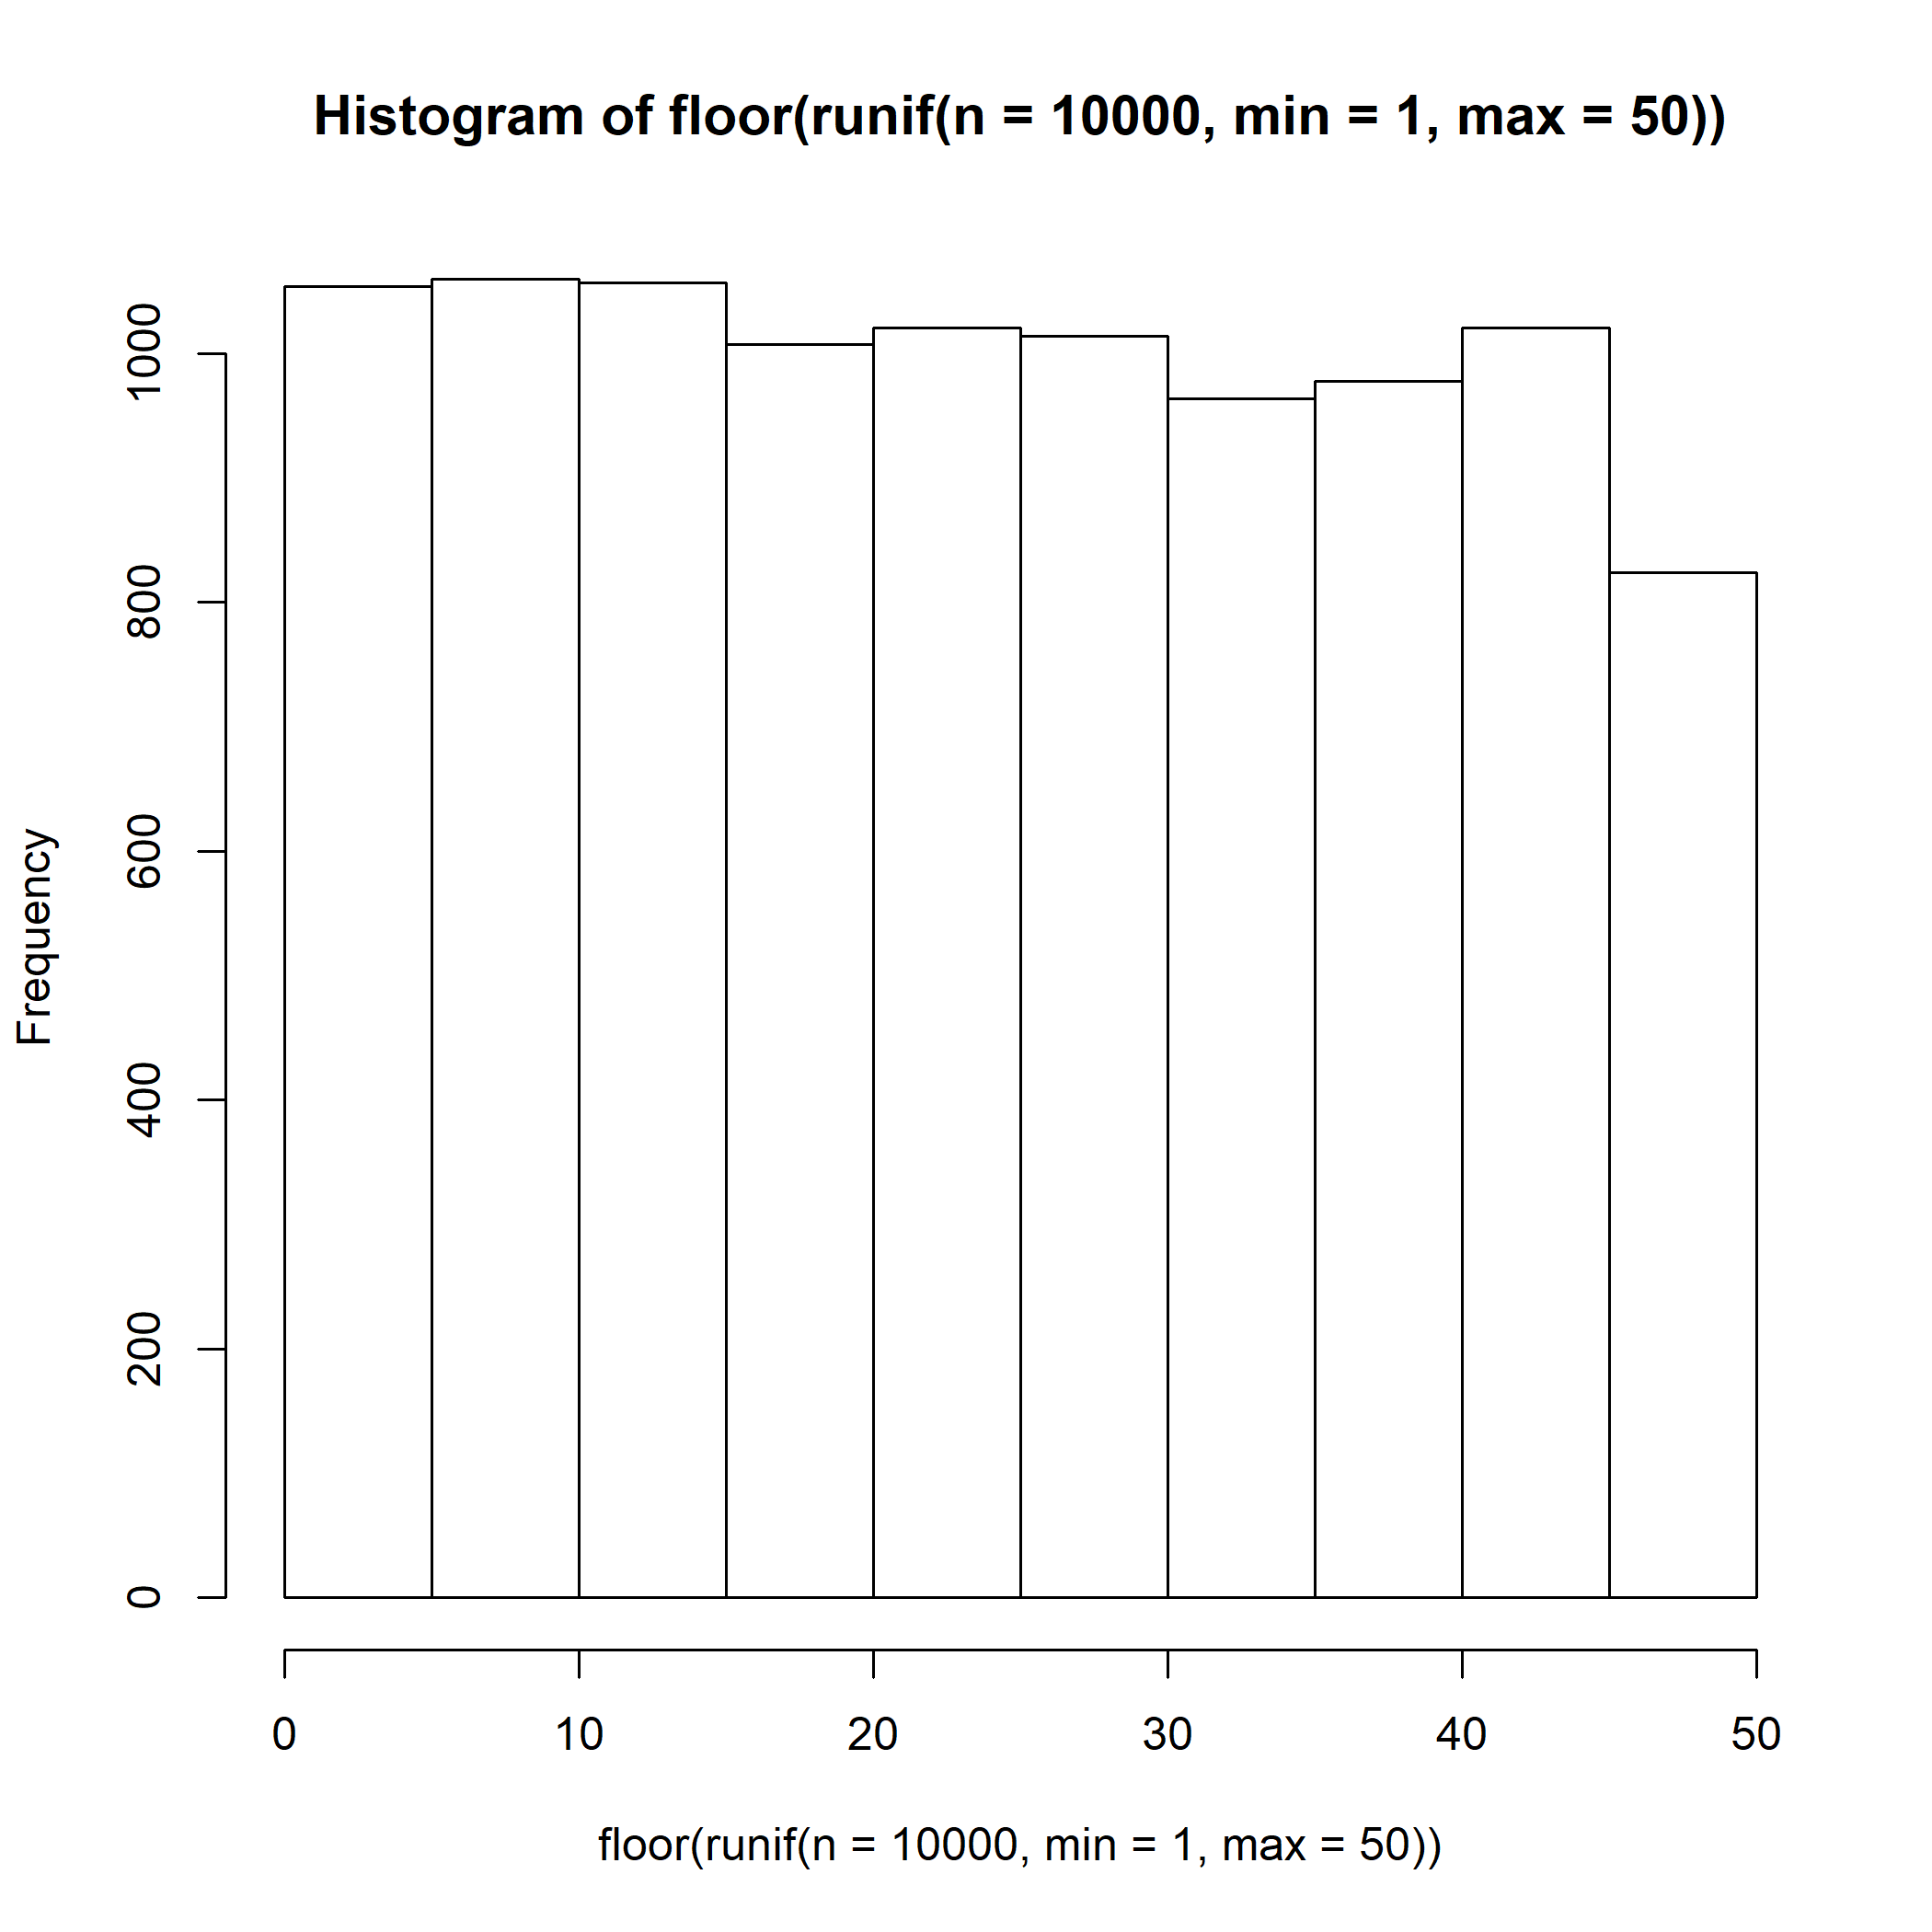 Histogram of floor(runif(n = 10000, min = 1, max = 50))
1000
800
600
400
200
0
Frequency
0 10 20 30 40 50
floor(runif(n = 10000, min = 1, max = 50))